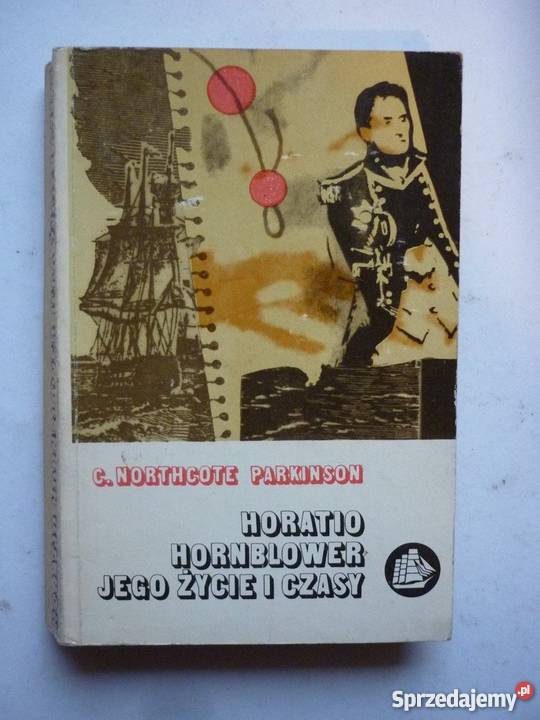 C. NORTHCOTE PARKINSON
HORATIO
HORNBLOWER
JEGO ŻYCIE I CZASY
Sprzedajemy.pl